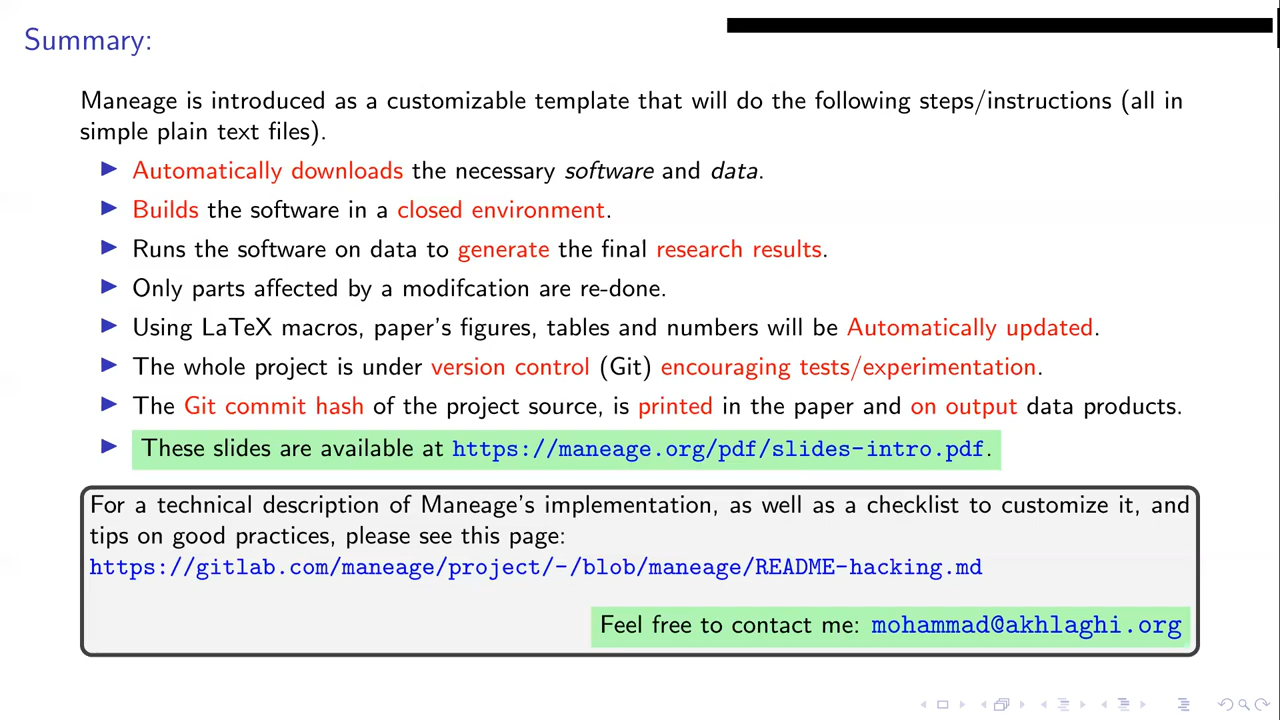 Summary:
Maneage is introduced as a customizable template that will do the following steps/instructions (all in
simple plain text files).
Automatically downloads the necessary software and data.
Builds the software in a closed environment.
Runs the software on data to generate the final research results.
Only parts affected by a modifcation are re-done.
Using LaTeX macros, paper's figures, tables and numbers will be Automatically updated.
The whole project is under version control (Git) encouraging tests/experimentation.
The Git commit hash of the project source, is printed in the paper and on output data products.
These slides are available at https://maneage.org/pdf/slides-intro.pdf.
For a technical description of Maneage's implementation, as well as a checklist to customize it, and
tips on good practices, please see this page:
https://gitlab.com/maneage/project/-/blob/maneage/README-hacking.md
Feel free to contact me: mohammad@akhlaghi.org